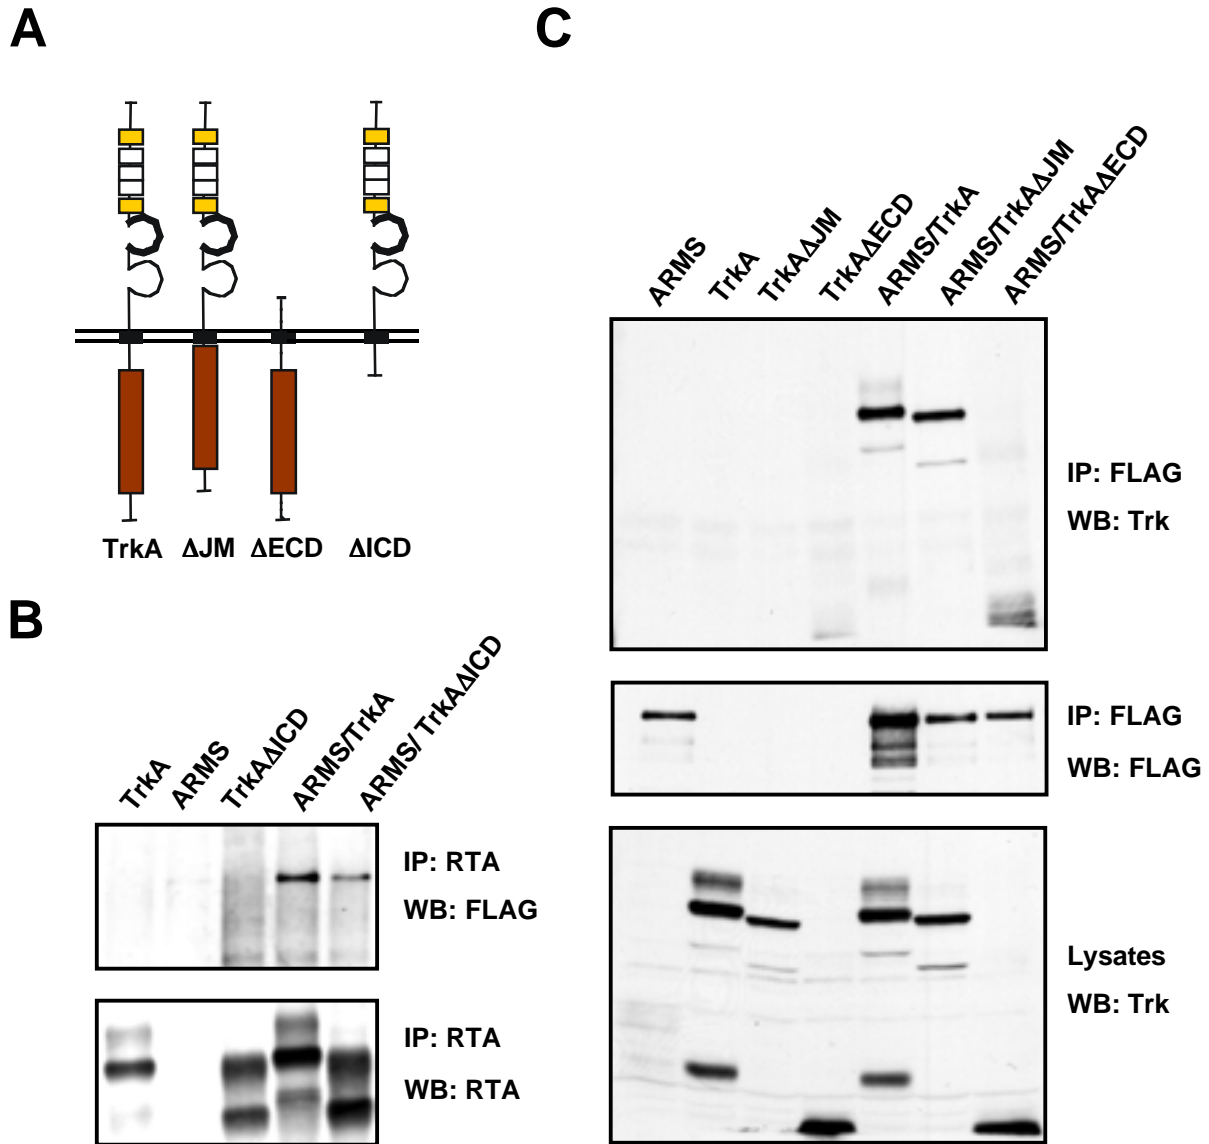 A
TrkA ΔJM ΔECD ΔICD
B
TrkA
ARMS
TrkAΔICD
ARMS/TrkA
ARMS/ TrkAΔICD
IP: RTA
WB: FLAG
IP: RTA
WB: RTA
C
ARMS
TrkA
TrkAΔJM
TrkAΔECD
ARMS/TrkA
ARMS/TrkAΔJM
ARMS/TrkAΔECD
IP: FLAG
WB: Trk
IP: FLAG
WB: FLAG
Lysates
WB: Trk